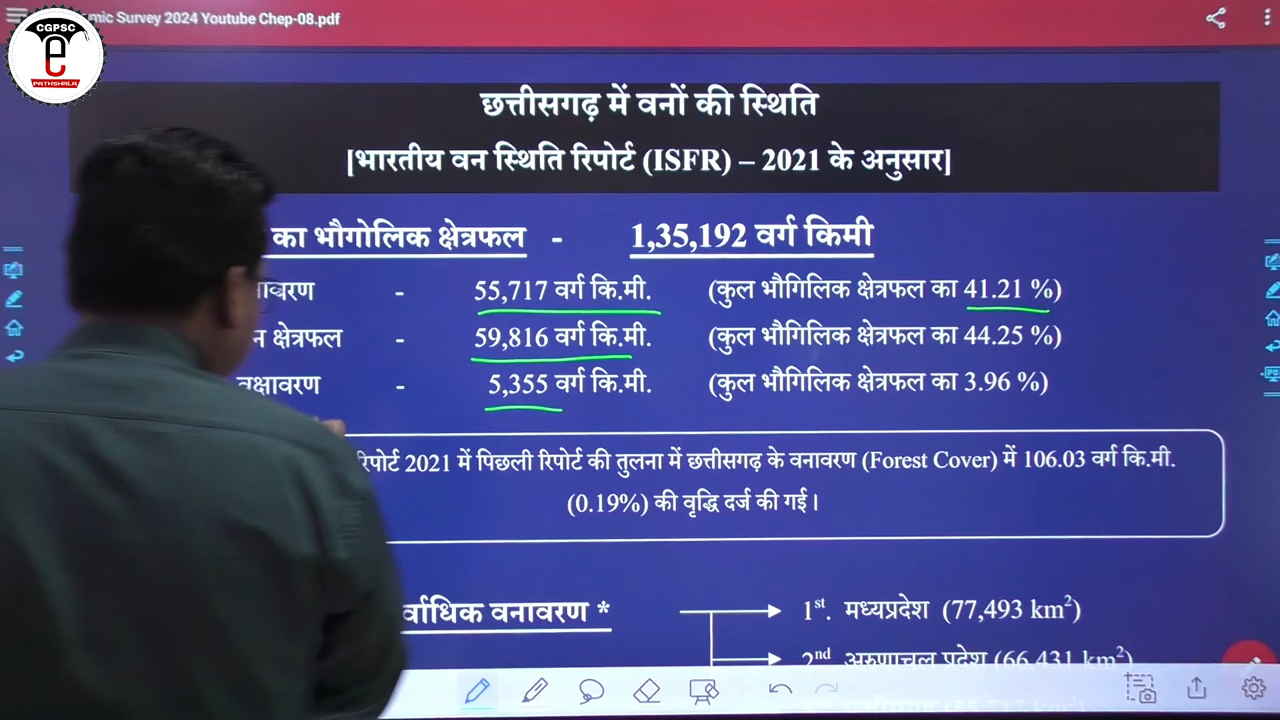 CGPSC
e
PATHSHALA
mic Survey 2024 Youtube Chep-08.pdf
छत्तीसगढ़ में वनों की स्थिति
[भारतीय वन स्थिति रिपोर्ट (ISFR) – 2021 के अनुसार]
का भौगोलिक क्षेत्रफल - 1,35,192 वर्ग किमी
नावरण - 55,717 वर्ग कि.मी. (कुल भौगिलिक क्षेत्रफल का 41.21 %)
न क्षेत्रफल - 59,816 वर्ग कि.मी. (कुल भौगिलिक क्षेत्रफल का 44.25 %)
वृक्षावरण - 5,355 वर्ग कि.मी. (कुल भौगिलिक क्षेत्रफल का 3.96 %)
रिपोर्ट 2021 में पिछली रिपोर्ट की तुलना में छत्तीसगढ़ के वनावरण (Forest Cover) में 106.03 वर्ग कि.मी.
(0.19%) की वृद्धि दर्ज की गई।
र्वाधिक वनावरण * 1st. मध्यप्रदेश (77,493 km²)
2nd अरुणाचल प्रदेश (66,431 km²)